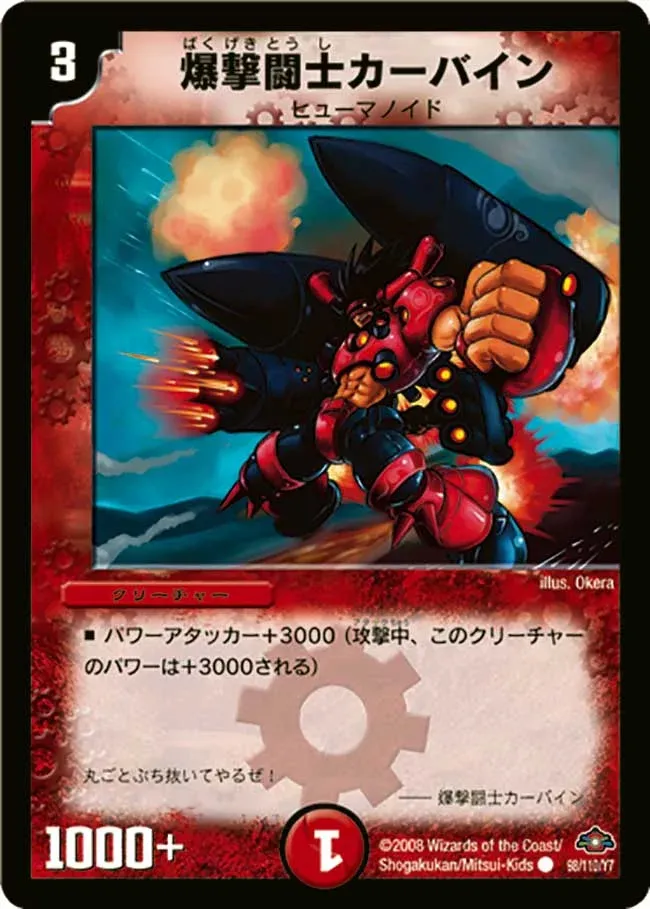 3
ばくげきとうし
爆撃闘士カーバイン
ヒューマノイド
illus. Okera
クリーチャー
■ パワーアタッカー+3000 (攻撃中、このクリーチャー
のパワーは+3000される)
丸ごとぶち抜いてやるぜ!
—— 爆撃闘士カーバイン
1000+
1
©2008 Wizards of the Coast/
Shogakukan/Mitsui-Kids
98/110/Y7